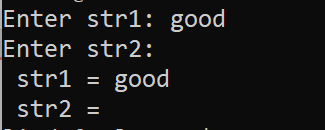 Enter str1: good
Enter str2:
str1 = good
str2 =